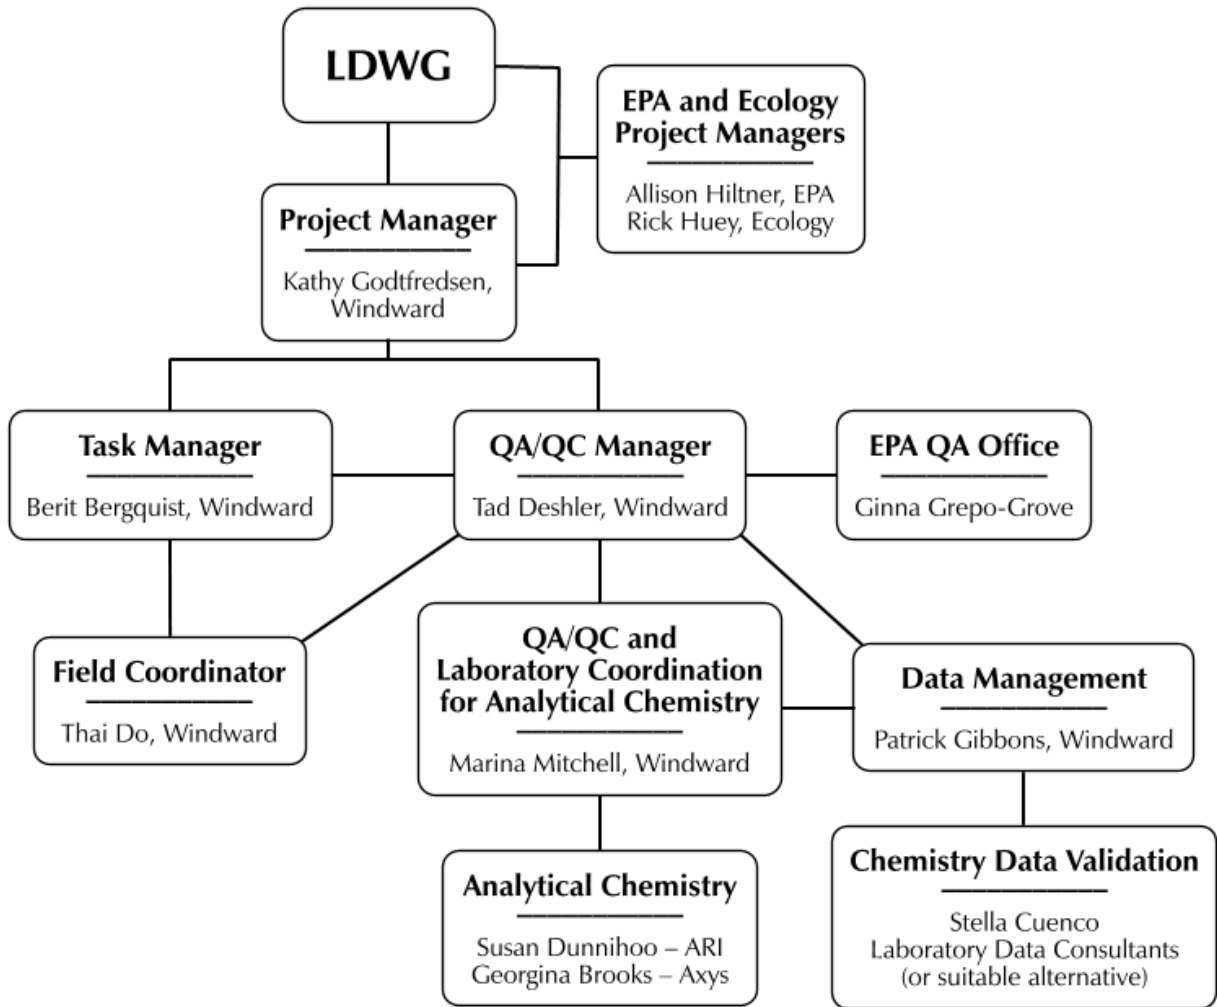 LDWG
EPA and Ecology
Project Managers
Allison Hiltner, EPA
Rick Huey, Ecology
Project Manager
Kathy Godtfredsen,
Windward
Task Manager
Berit Bergquist, Windward
QA/QC Manager
Tad Deshler, Windward
EPA QA Office
Ginna Grepo-Grove
Field Coordinator
Thai Do, Windward
QA/QC and
Laboratory Coordination
for Analytical Chemistry
Marina Mitchell, Windward
Data Management
Patrick Gibbons, Windward
Analytical Chemistry
Susan Dunnihoo – ARI
Georgina Brooks – Axys
Chemistry Data Validation
Stella Cuenco
Laboratory Data Consultants
(or suitable alternative)